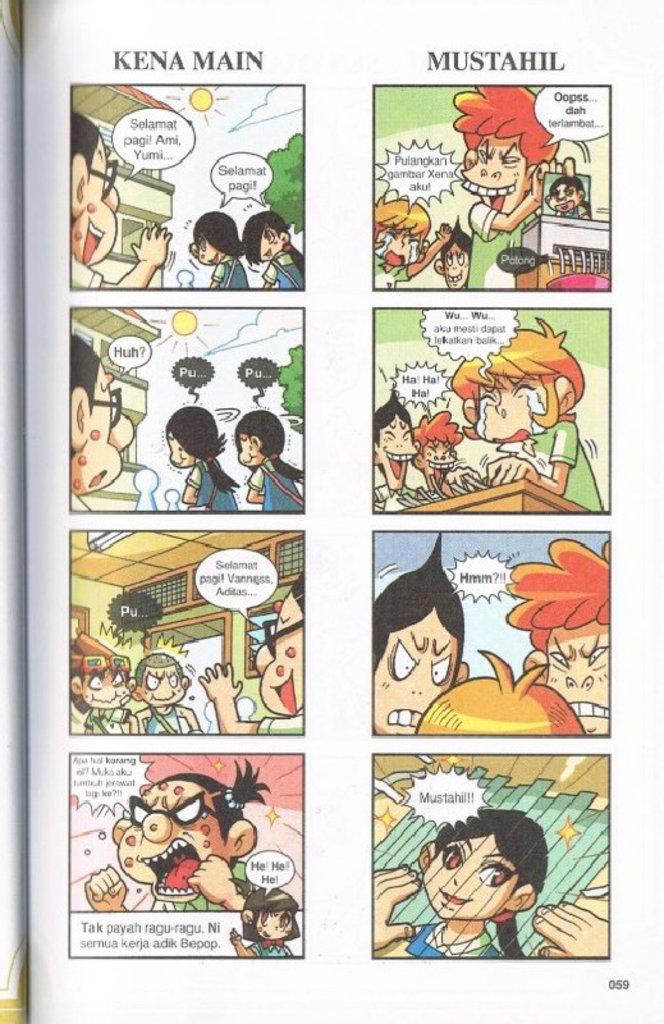 KENA MAIN
Selamat
pagi! Ami,
Yumi...
Selamat
pagi!
Huh?
Pu...
Pu...
Selamat
pagi! Vanness,
Aditas...
Pu...
Apa hal korang
ni? Muka aku
tumbuh jerawat
lagi ke?!!
He! He!!
He!
Tak payah ragu-ragu. Ni
semua kerja adik Bepop.
MUSTAHIL
Oopss...
dah
terlambat...
Pulangkan
gambar Xena
aku!
Potong
Wu... Wu...
aku mesti dapat
lekatkan balik...
Ha! Ha!
Ha!
Hmm?!!
Mustahil!!
059